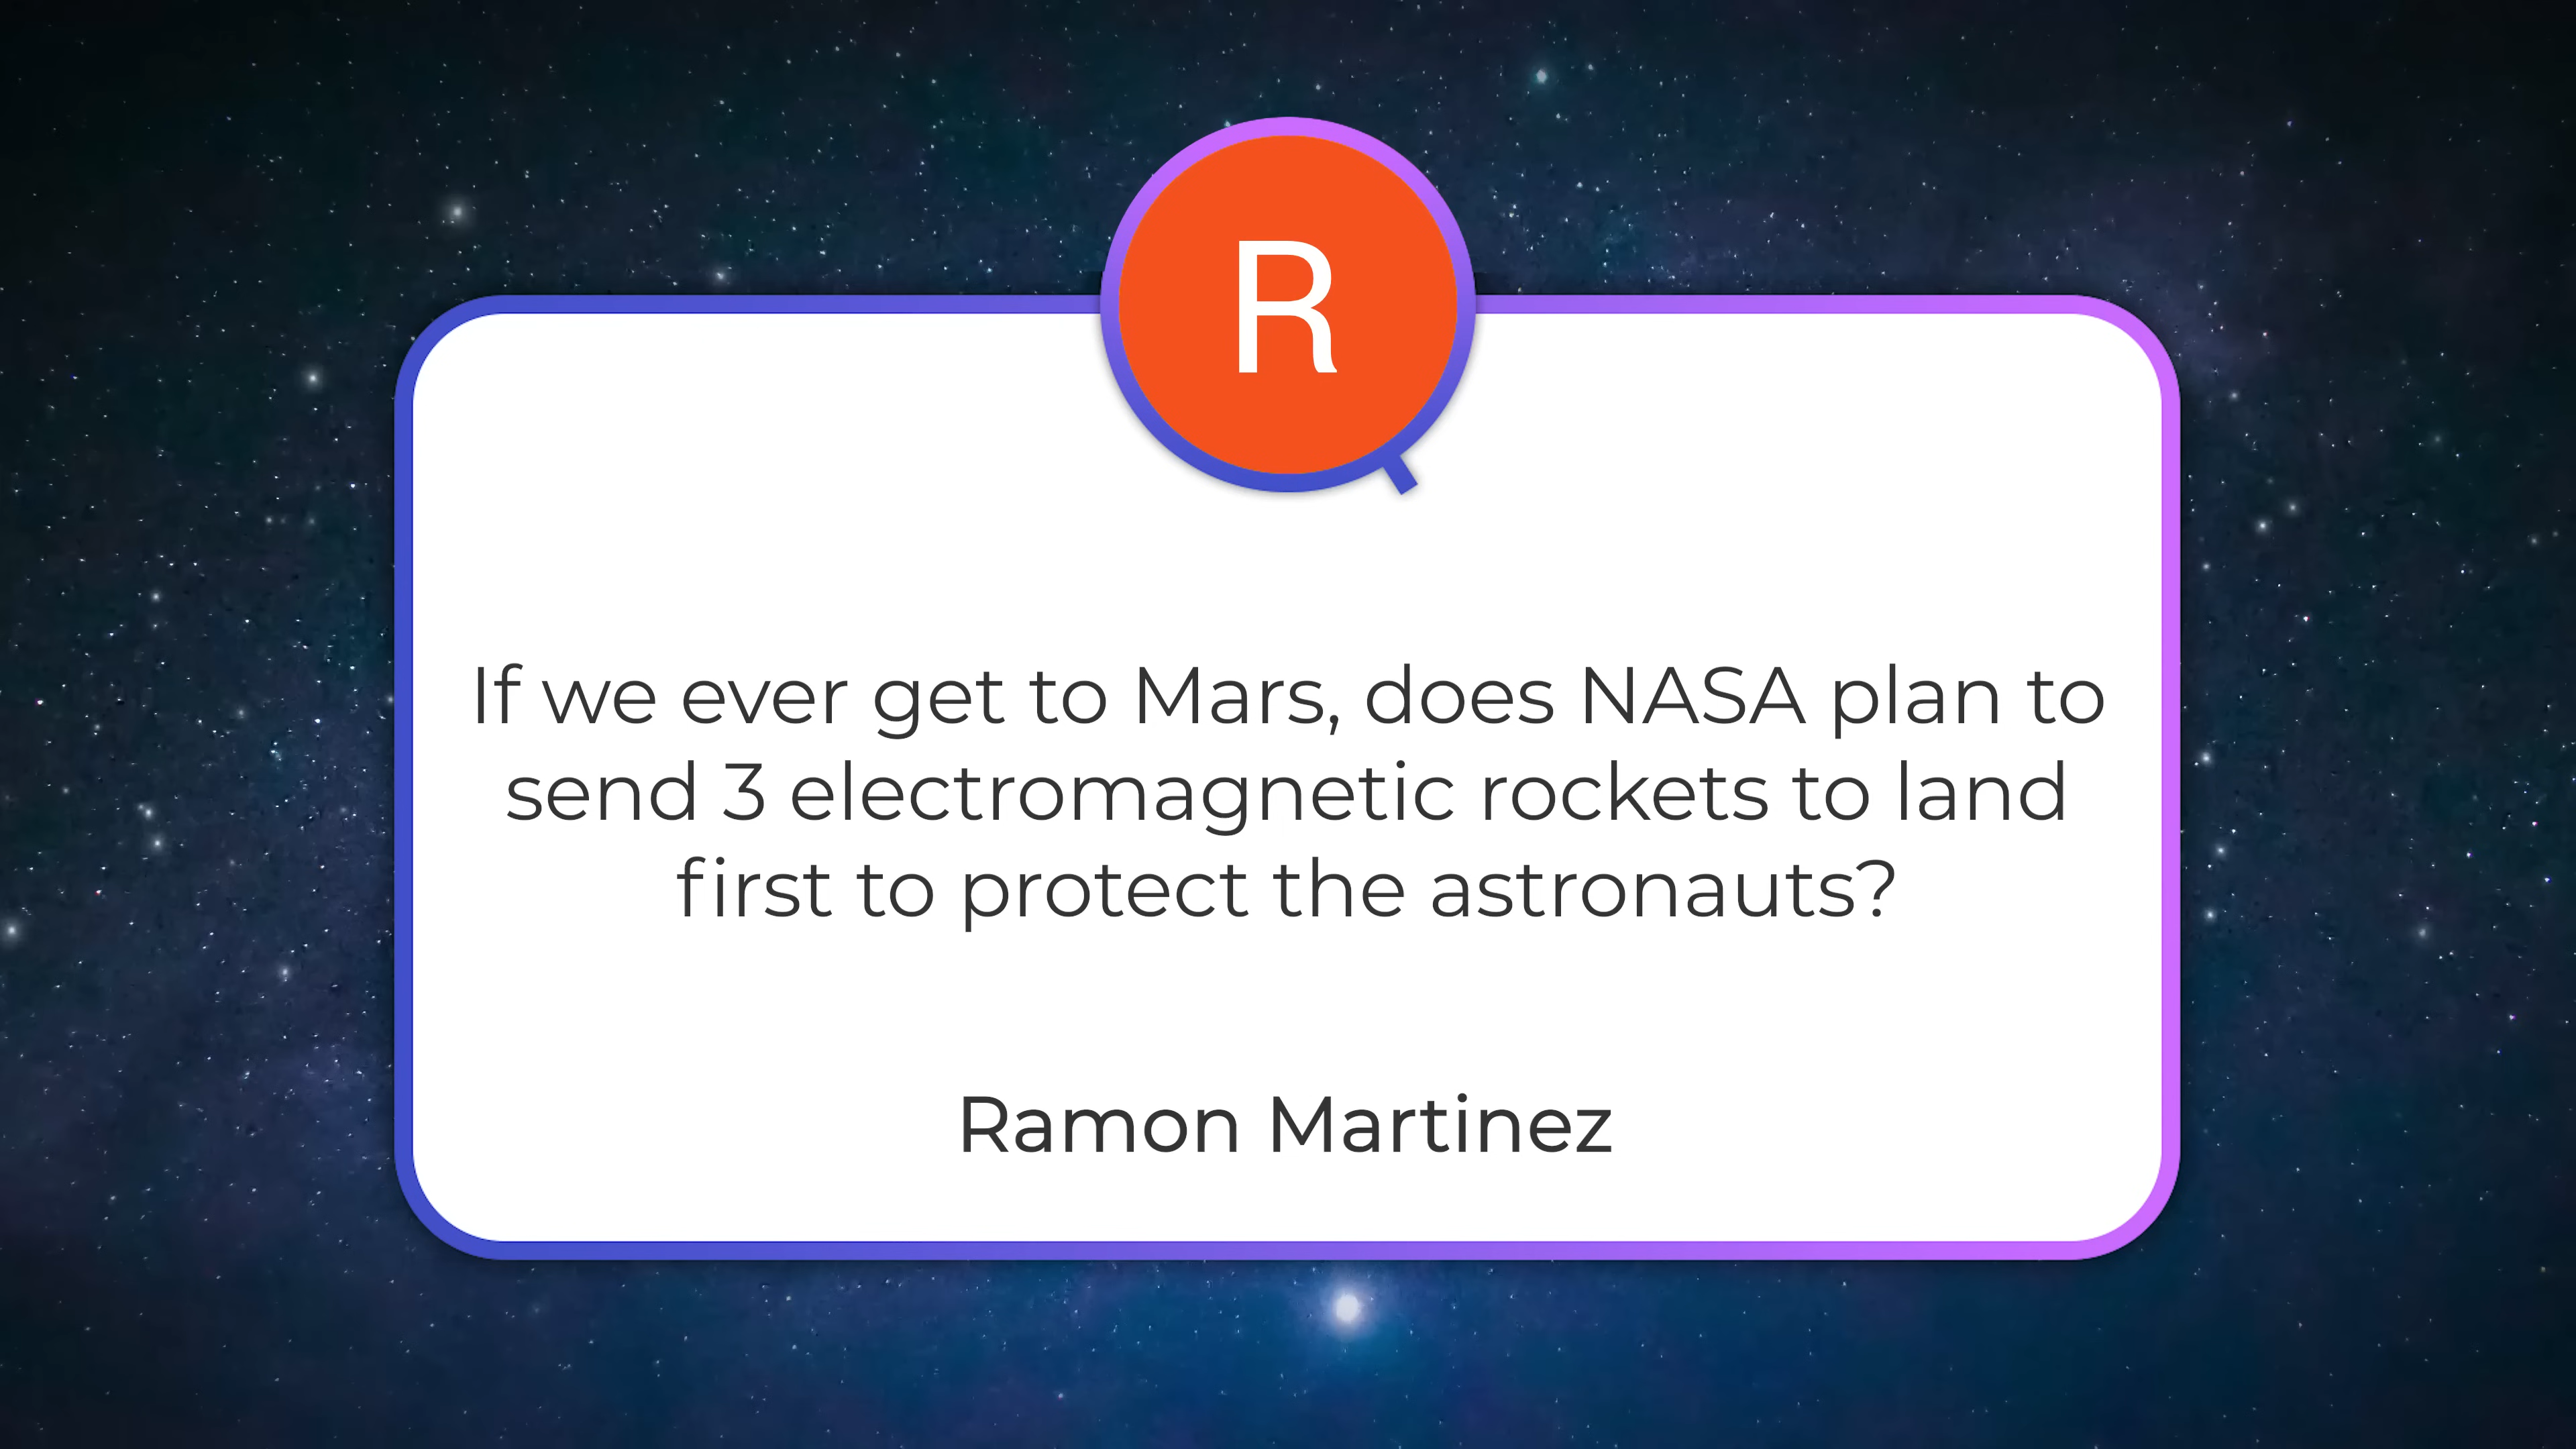 R
If we ever get to Mars, does NASA plan to
send 3 electromagnetic rockets to land
first to protect the astronauts?
Ramon Martinez